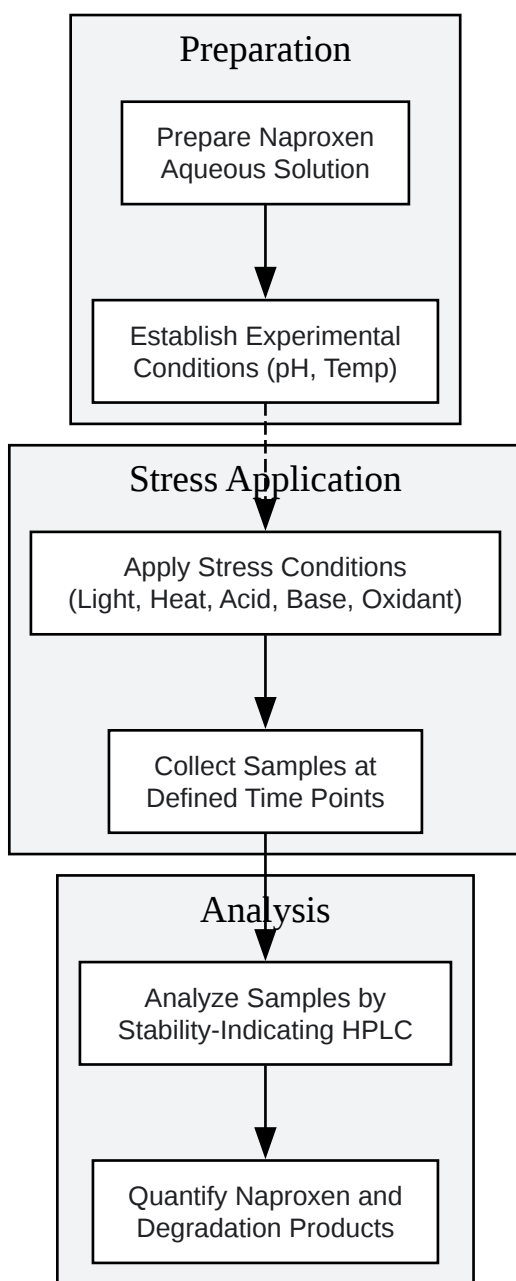 Preparation
Prepare Naproxen
Aqueous Solution
Establish Experimental
Conditions (pH, Temp)
Stress Application
Apply Stress Conditions
(Light, Heat, Acid, Base, Oxidant)
Collect Samples at
Defined Time Points
Analysis
Analyze Samples by
Stability-Indicating HPLC
Quantify Naproxen and
Degradation Products